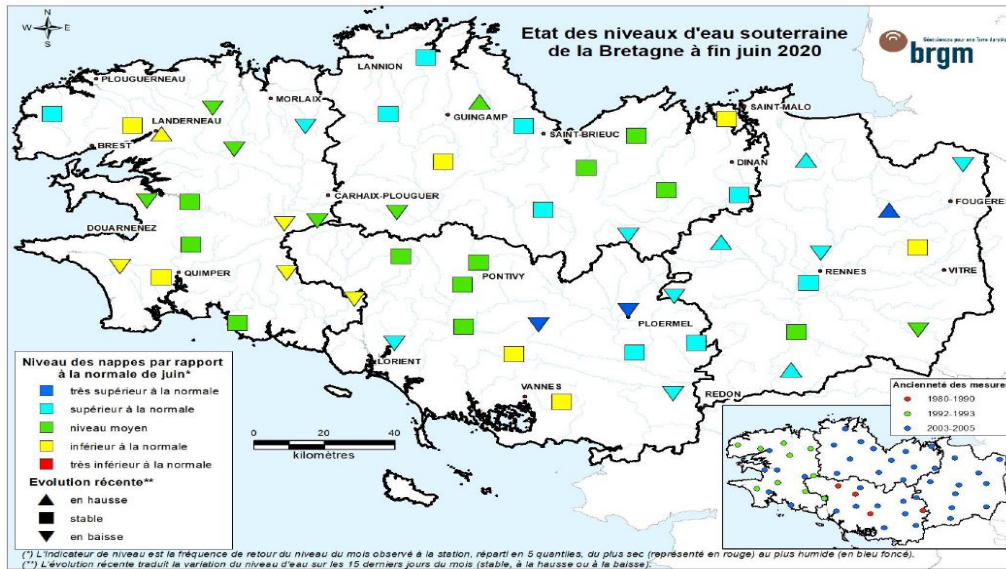 Etat des niveaux d'eau souterraine
de la Bretagne à fin juin 2020
Géosciences pour une Terre durable
brgm
N
W
E
S
LANNION
PLOUGUERNEAU
MORLAIX
SAINT-MALO
GUINGAMP
LANDERNEAU
SAINT-BRIEUC
BREST
DINAN
CARHAIX-PLOUGUER
FOUGERE
DOUARNENEZ
QUIMPER
PONTIVY
RENNES
VITRE
PLOERMEL
LORIENT
VANNES
REDON
Niveau des nappes par rapport
à la normale de juin*
très supérieur à la normale
supérieur à la normale
niveau moyen
inférieur à la normale
très inférieur à la normale
Evolution récente**
en hausse
stable
en baisse
0 20 40
kilomètres
Ancienneté des mesure
1980-1990
1992-1993
2003-2005
(*) L'indicateur de niveau est la fréquence de retour du niveau du mois observé à la station, réparti en 5 quantiles, du plus sec (représenté en rouge) au plus humide (en bleu foncé).
(**) L'évolution récente traduit la variation du niveau d'eau sur les 15 derniers jours du mois (stable, à la hausse ou à la baisse).